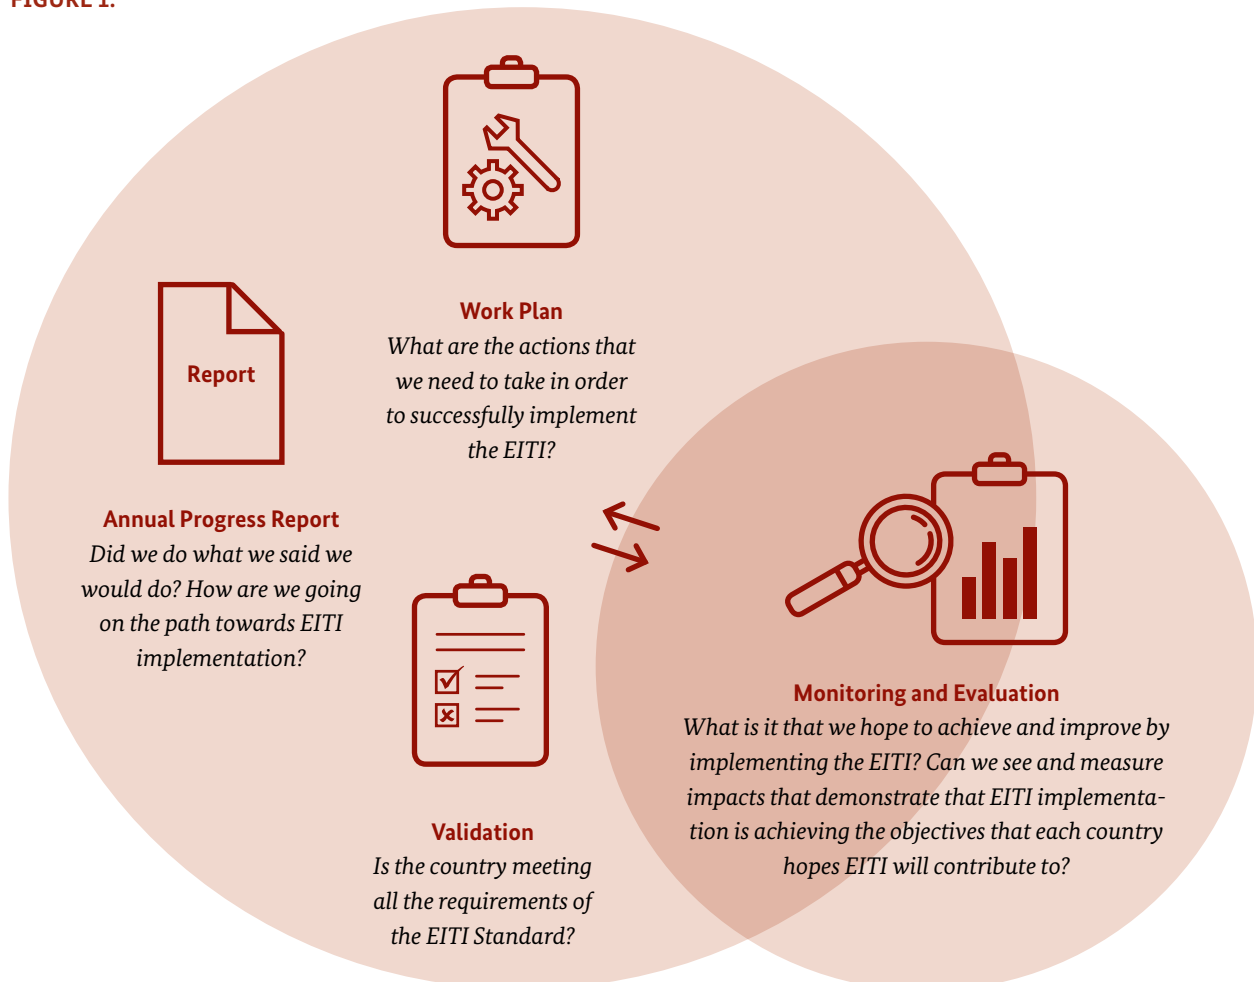 FIGURE 1.
Work Plan
What are the actions that
we need to take in order
to successfully implement
the EITI?
Report
Annual Progress Report
Did we do what we said we
would do? How are we going
on the path towards EITI
implementation?
Validation
Is the country meeting
all the requirements of
the EITI Standard?
Monitoring and Evaluation
What is it that we hope to achieve and improve by
implementing the EITI? Can we see and measure
impacts that demonstrate that EITI implementa-
tion is achieving the objectives that each country
hopes EITI will contribute to?